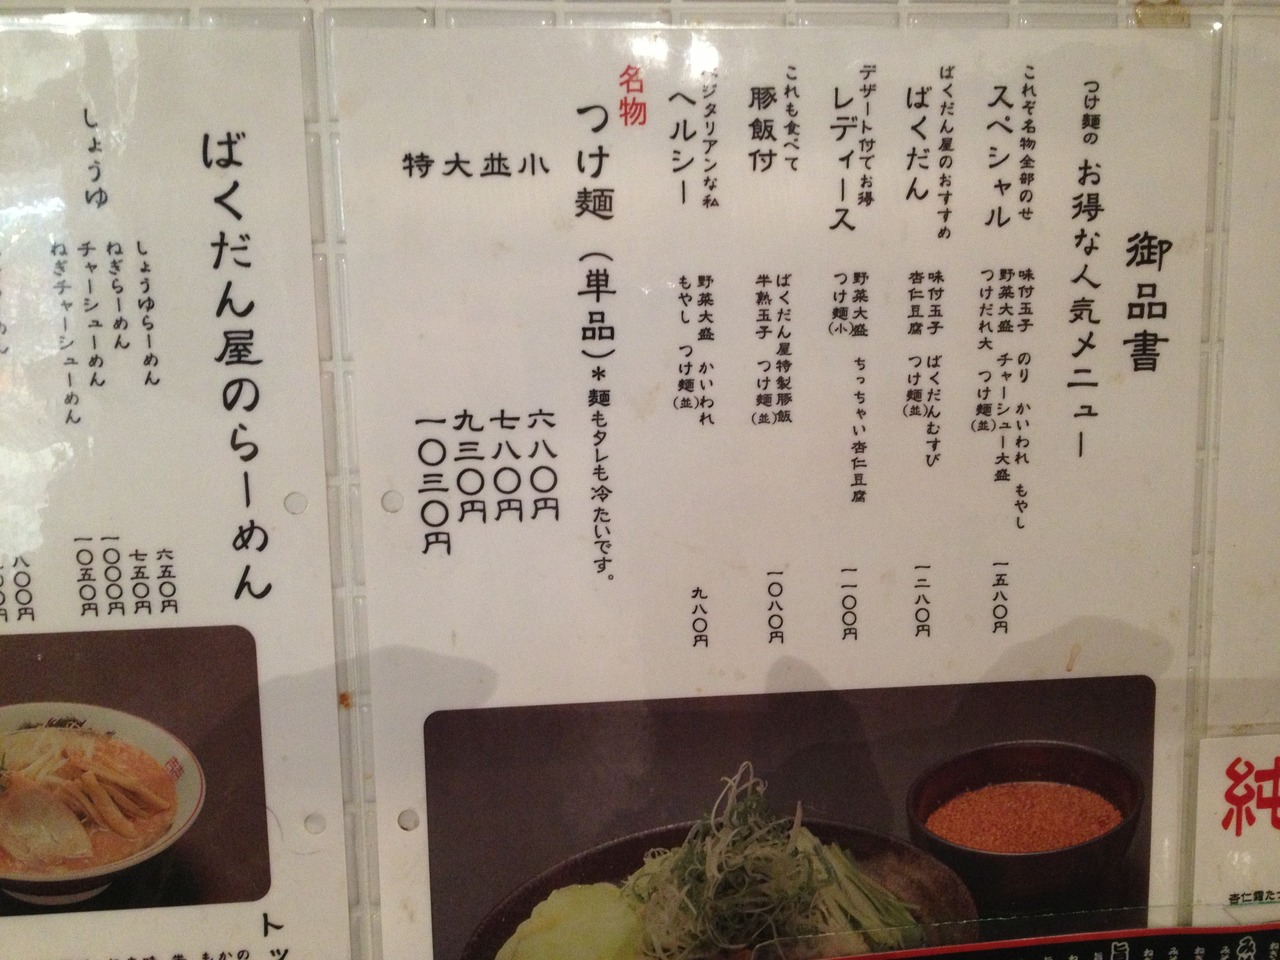 御品書
つけ麺の お得な人気メニュー
これぞ名物全部のせ
スペシャル
味付玉子 のり かいわれ もやし
野菜大盛 チャーシュー大盛
つけだれ大 つけ麺(並)
一五八〇円
ばくだん屋のおすすめ
ばくだん
味付玉子 ばくだんむすび
杏仁豆腐 つけ麺(並)
一二八〇円
デザート付でお得
レディース
野菜大盛 ちっちゃい杏仁豆腐
つけ麺(小)
一一〇〇円
これも食べて
豚飯付
ばくだん屋特製豚飯
半熟玉子 つけ麺(並)
一〇八〇円
ベジタリアンな私
ヘルシー
野菜大盛 かいわれ
もやし つけ麺(並)
九八〇円
名物
つけ麺(単品)*麺もタレも冷たいです。
小 六八〇円
並 七八〇円
大 九三〇円
特 一〇三〇円
ばくだん屋のらーめん
しょうゆ
しょうゆらーめん 六五〇円
ねぎらーめん 七五〇円
チャーシューめん 一〇〇〇円
ねぎチャーシューめん 一〇五〇円
八〇〇円
トッ
純